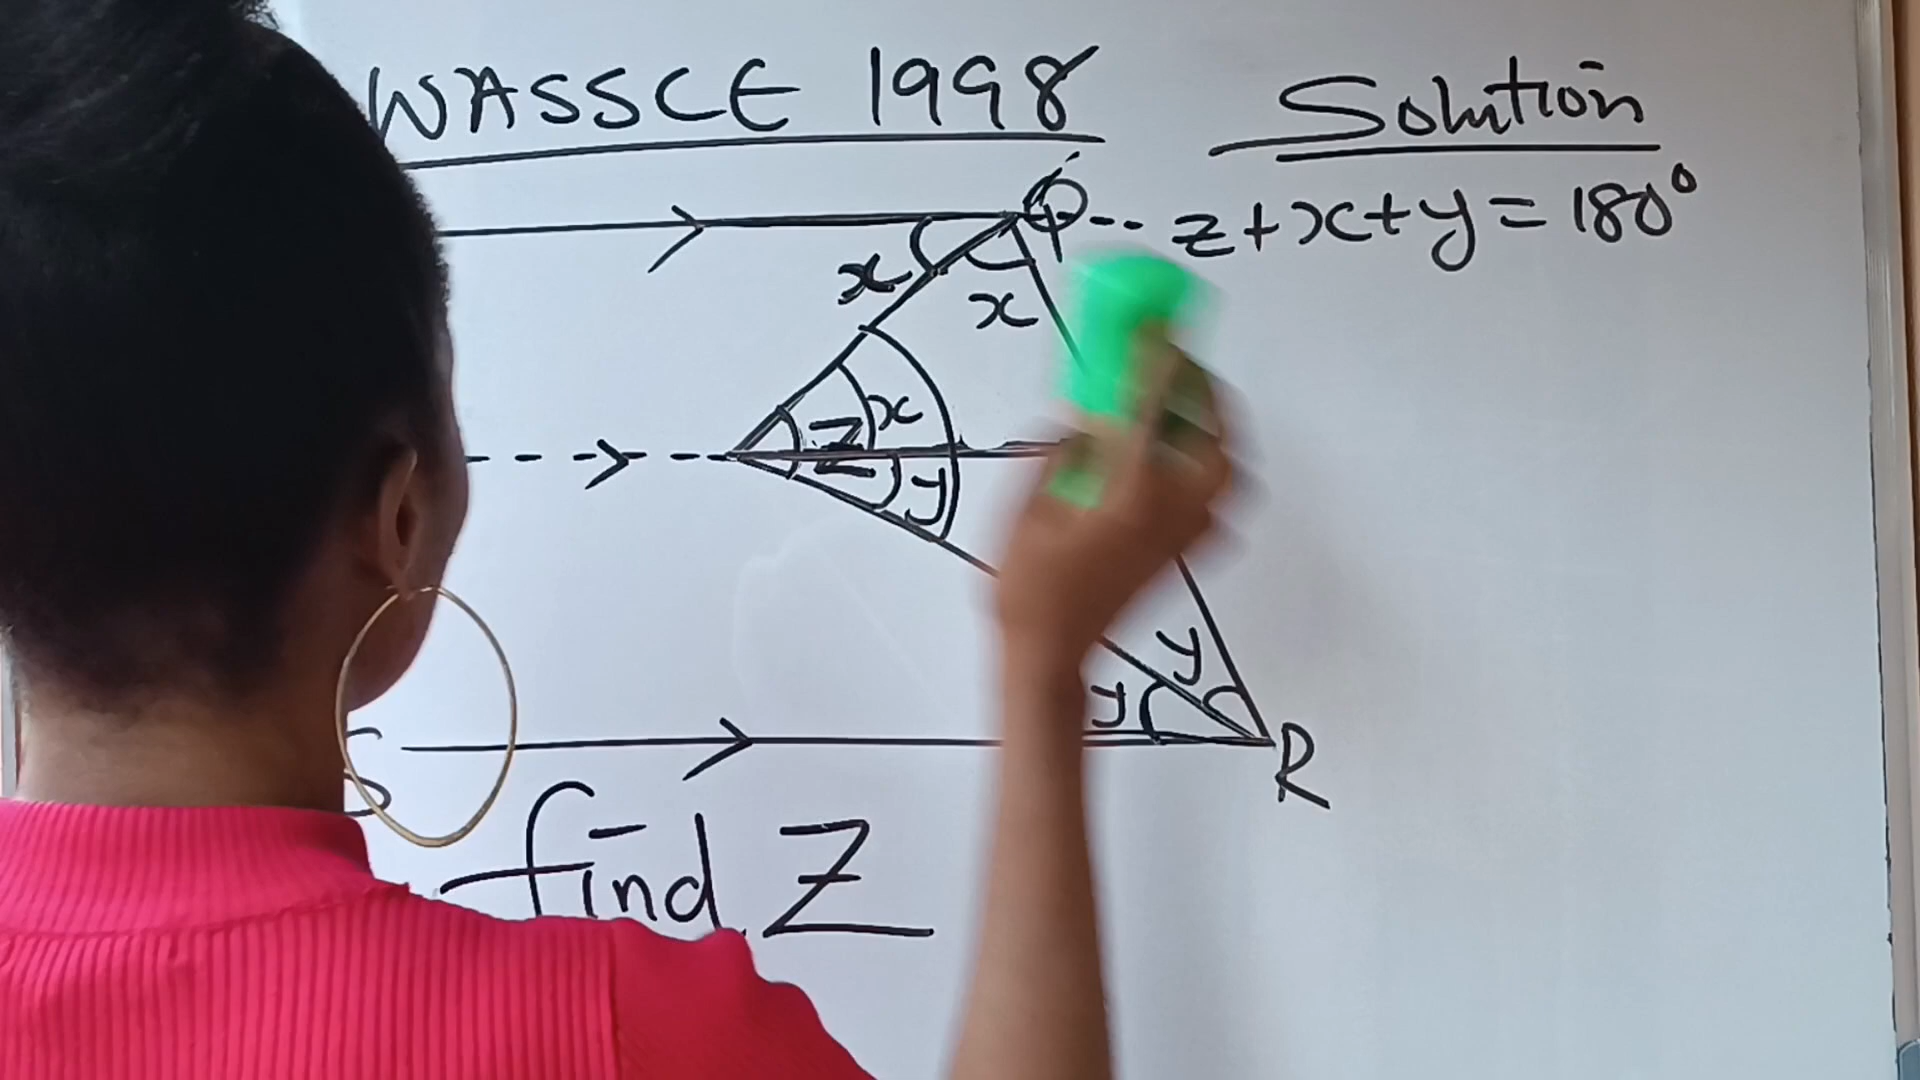 WASSCE 1998
Solution
Q
z+x+y=180°
x
x
x
Z
y
y
y
S
R
find Z